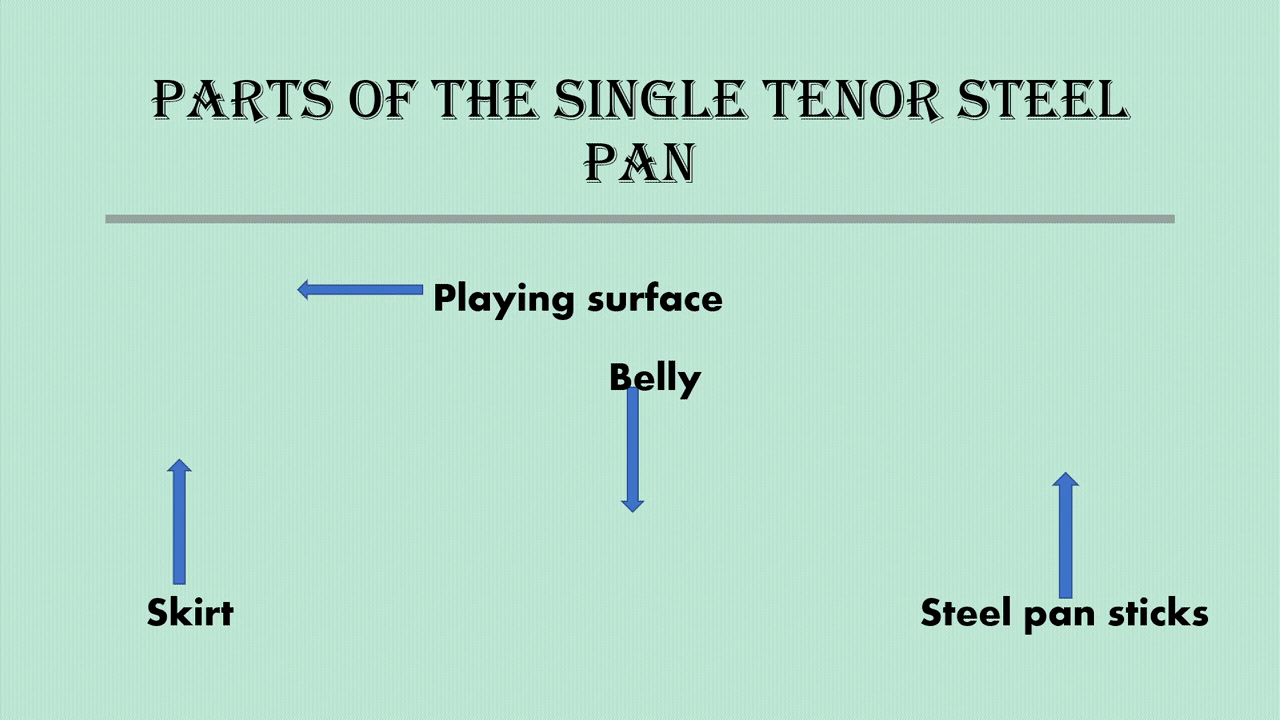 PARTS OF THE SINGLE TENOR STEEL
PAN
Playing surface
Belly
Skirt
Steel pan sticks